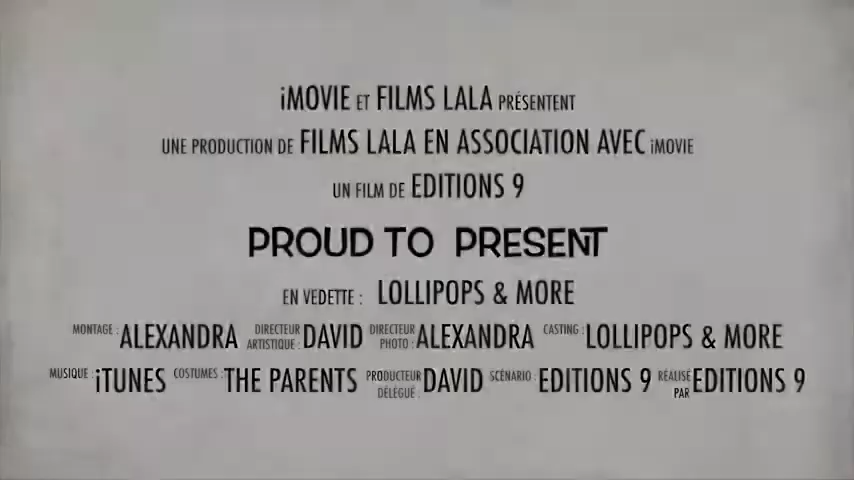 iMOVIE ET FILMS LALA PRÉSENTENT
UNE PRODUCTION DE FILMS LALA EN ASSOCIATION AVEC iMOVIE
UN FILM DE EDITIONS 9
PROUD TO PRESENT
EN VEDETTE : LOLLIPOPS & MORE
MONTAGE : ALEXANDRA DIRECTEUR ARTISTIQUE : DAVID DIRECTEUR PHOTO : ALEXANDRA CASTING : LOLLIPOPS & MORE
MUSIQUE : iTUNES COSTUMES : THE PARENTS PRODUCTEUR DÉLÉGUÉ : DAVID SCÉNARIO : EDITIONS 9 RÉALISÉ PAR EDITIONS 9